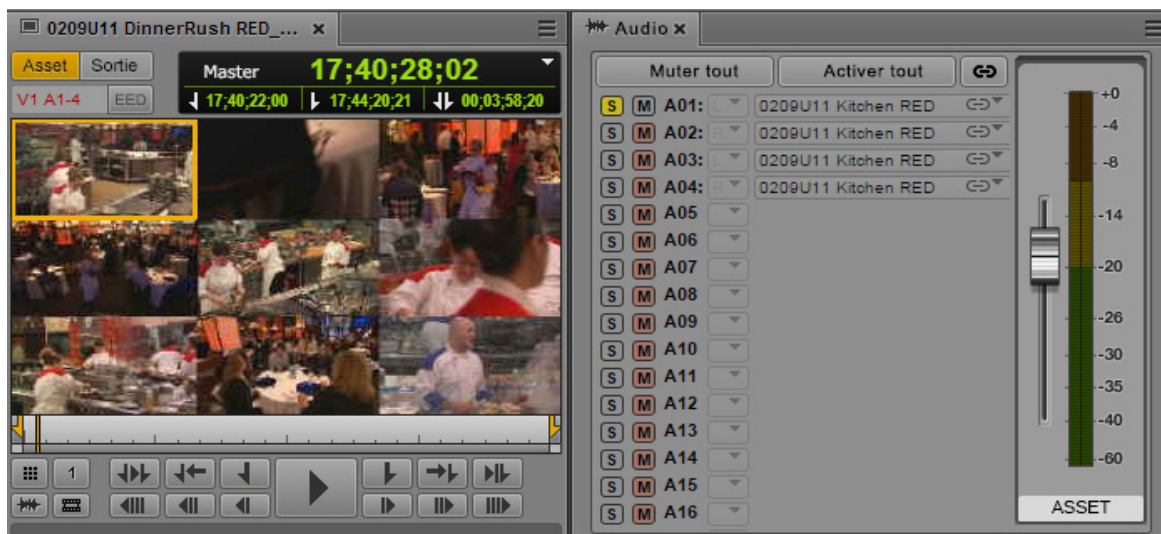 0209U11 DinnerRush RED_...
Asset Sortie
Master 17;40;28;02
V1 A1-4 EED
17;40;22;00 17;44;20;21 00;03;58;20
1
Audio
Muter tout Activer tout
S M A01: L 0209U11 Kitchen RED
S M A02: R 0209U11 Kitchen RED
S M A03: L 0209U11 Kitchen RED
S M A04: R 0209U11 Kitchen RED
S M A05
S M A06
S M A07
S M A08
S M A09
S M A10
S M A11
S M A12
S M A13
S M A14
S M A15
S M A16
+0
-4
-8
-14
-20
-26
-30
-35
-40
-60
ASSET